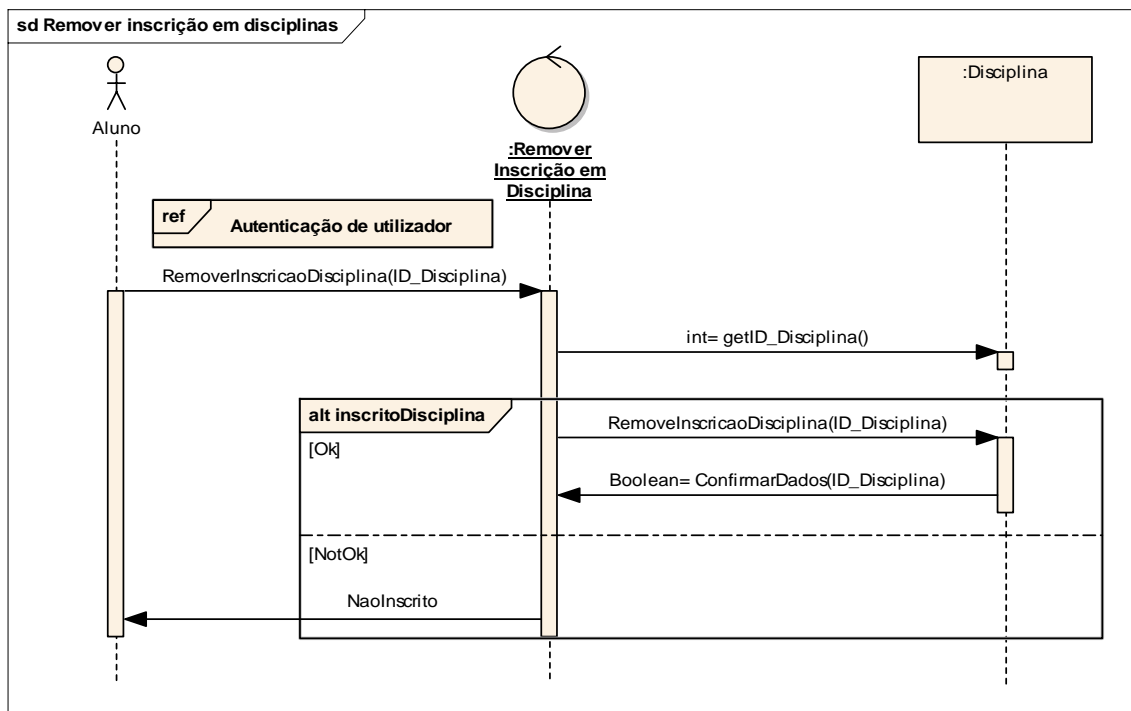 sd Remover inscrição em disciplinas
Aluno
:Remover
Inscrição em
Disciplina
:Disciplina
ref
Autenticação de utilizador
RemoverInscricaoDisciplina(ID_Disciplina)
int= getID_Disciplina()
alt inscritoDisciplina
RemoveInscricaoDisciplina(ID_Disciplina)
[Ok]
Boolean= ConfirmarDados(ID_Disciplina)
[NotOk]
NaoInscrito